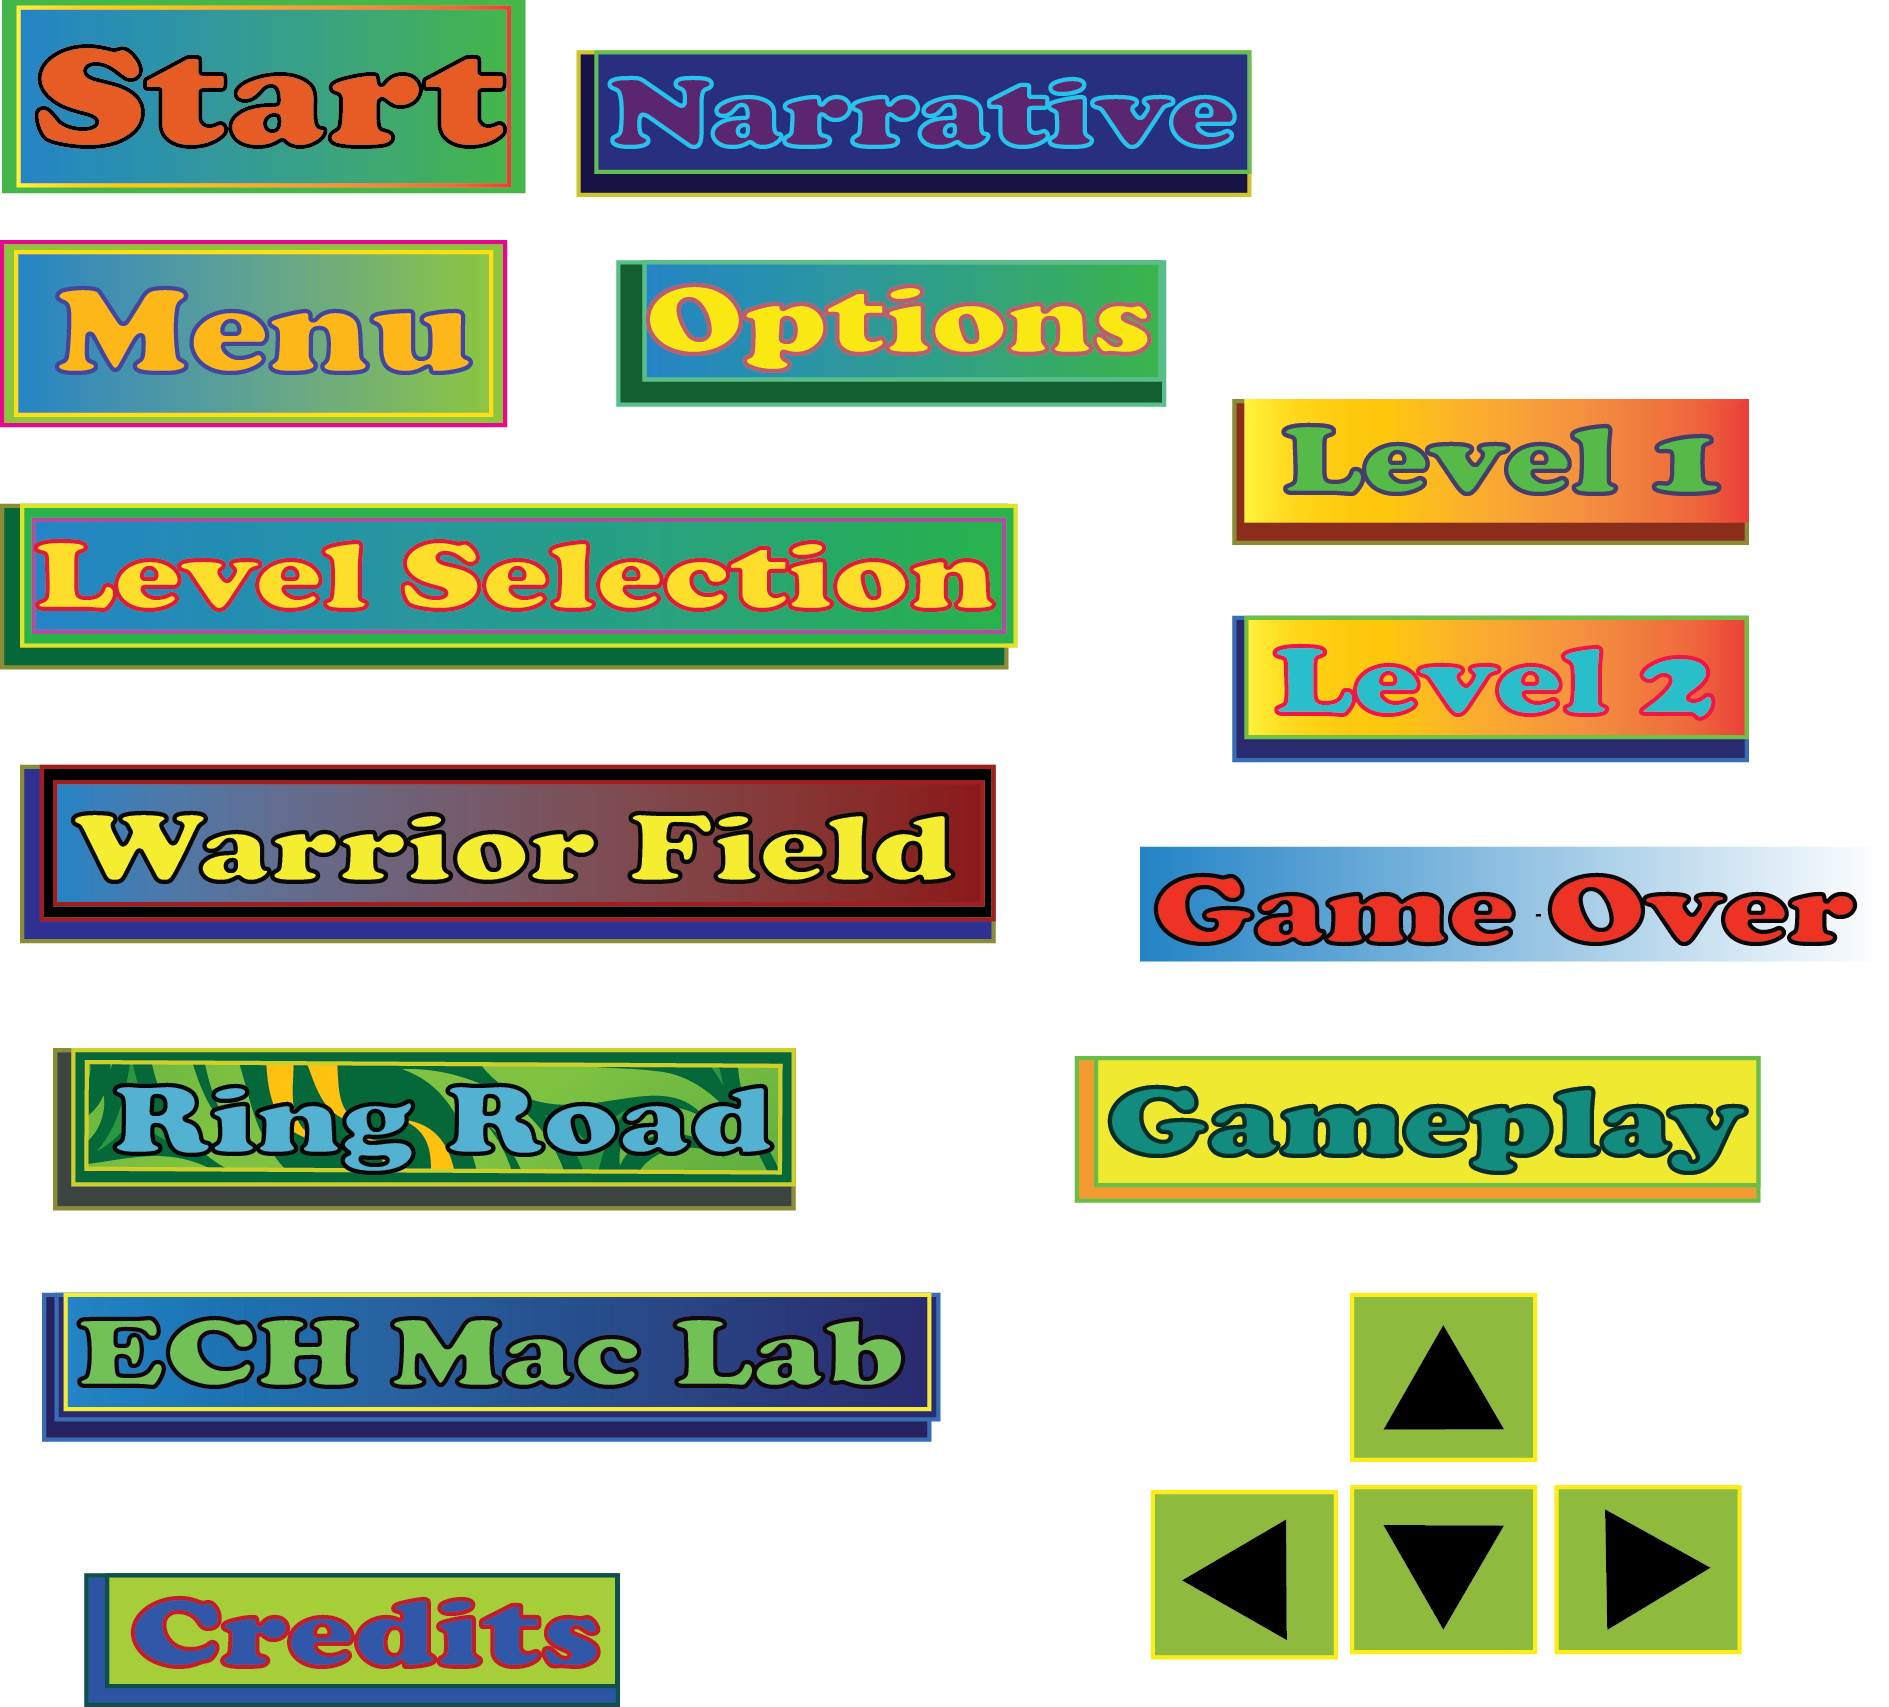 Start
Narrative
Menu
Options
Level 1
Level Selection
Level 2
Warrior Field
Game Over
Ring Road
Gameplay
ECH Mac Lab
Credits